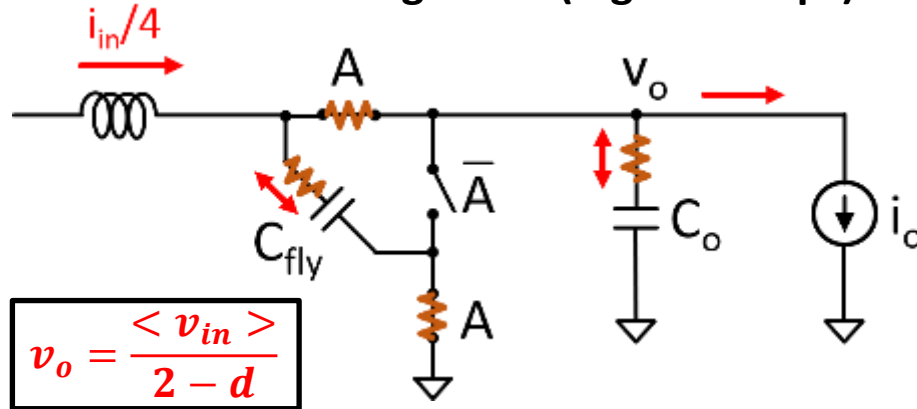 i_in/4
A
v_o
A̅
C_fly
C_o
i_o
A
v_o = < v_in > / 2 − d